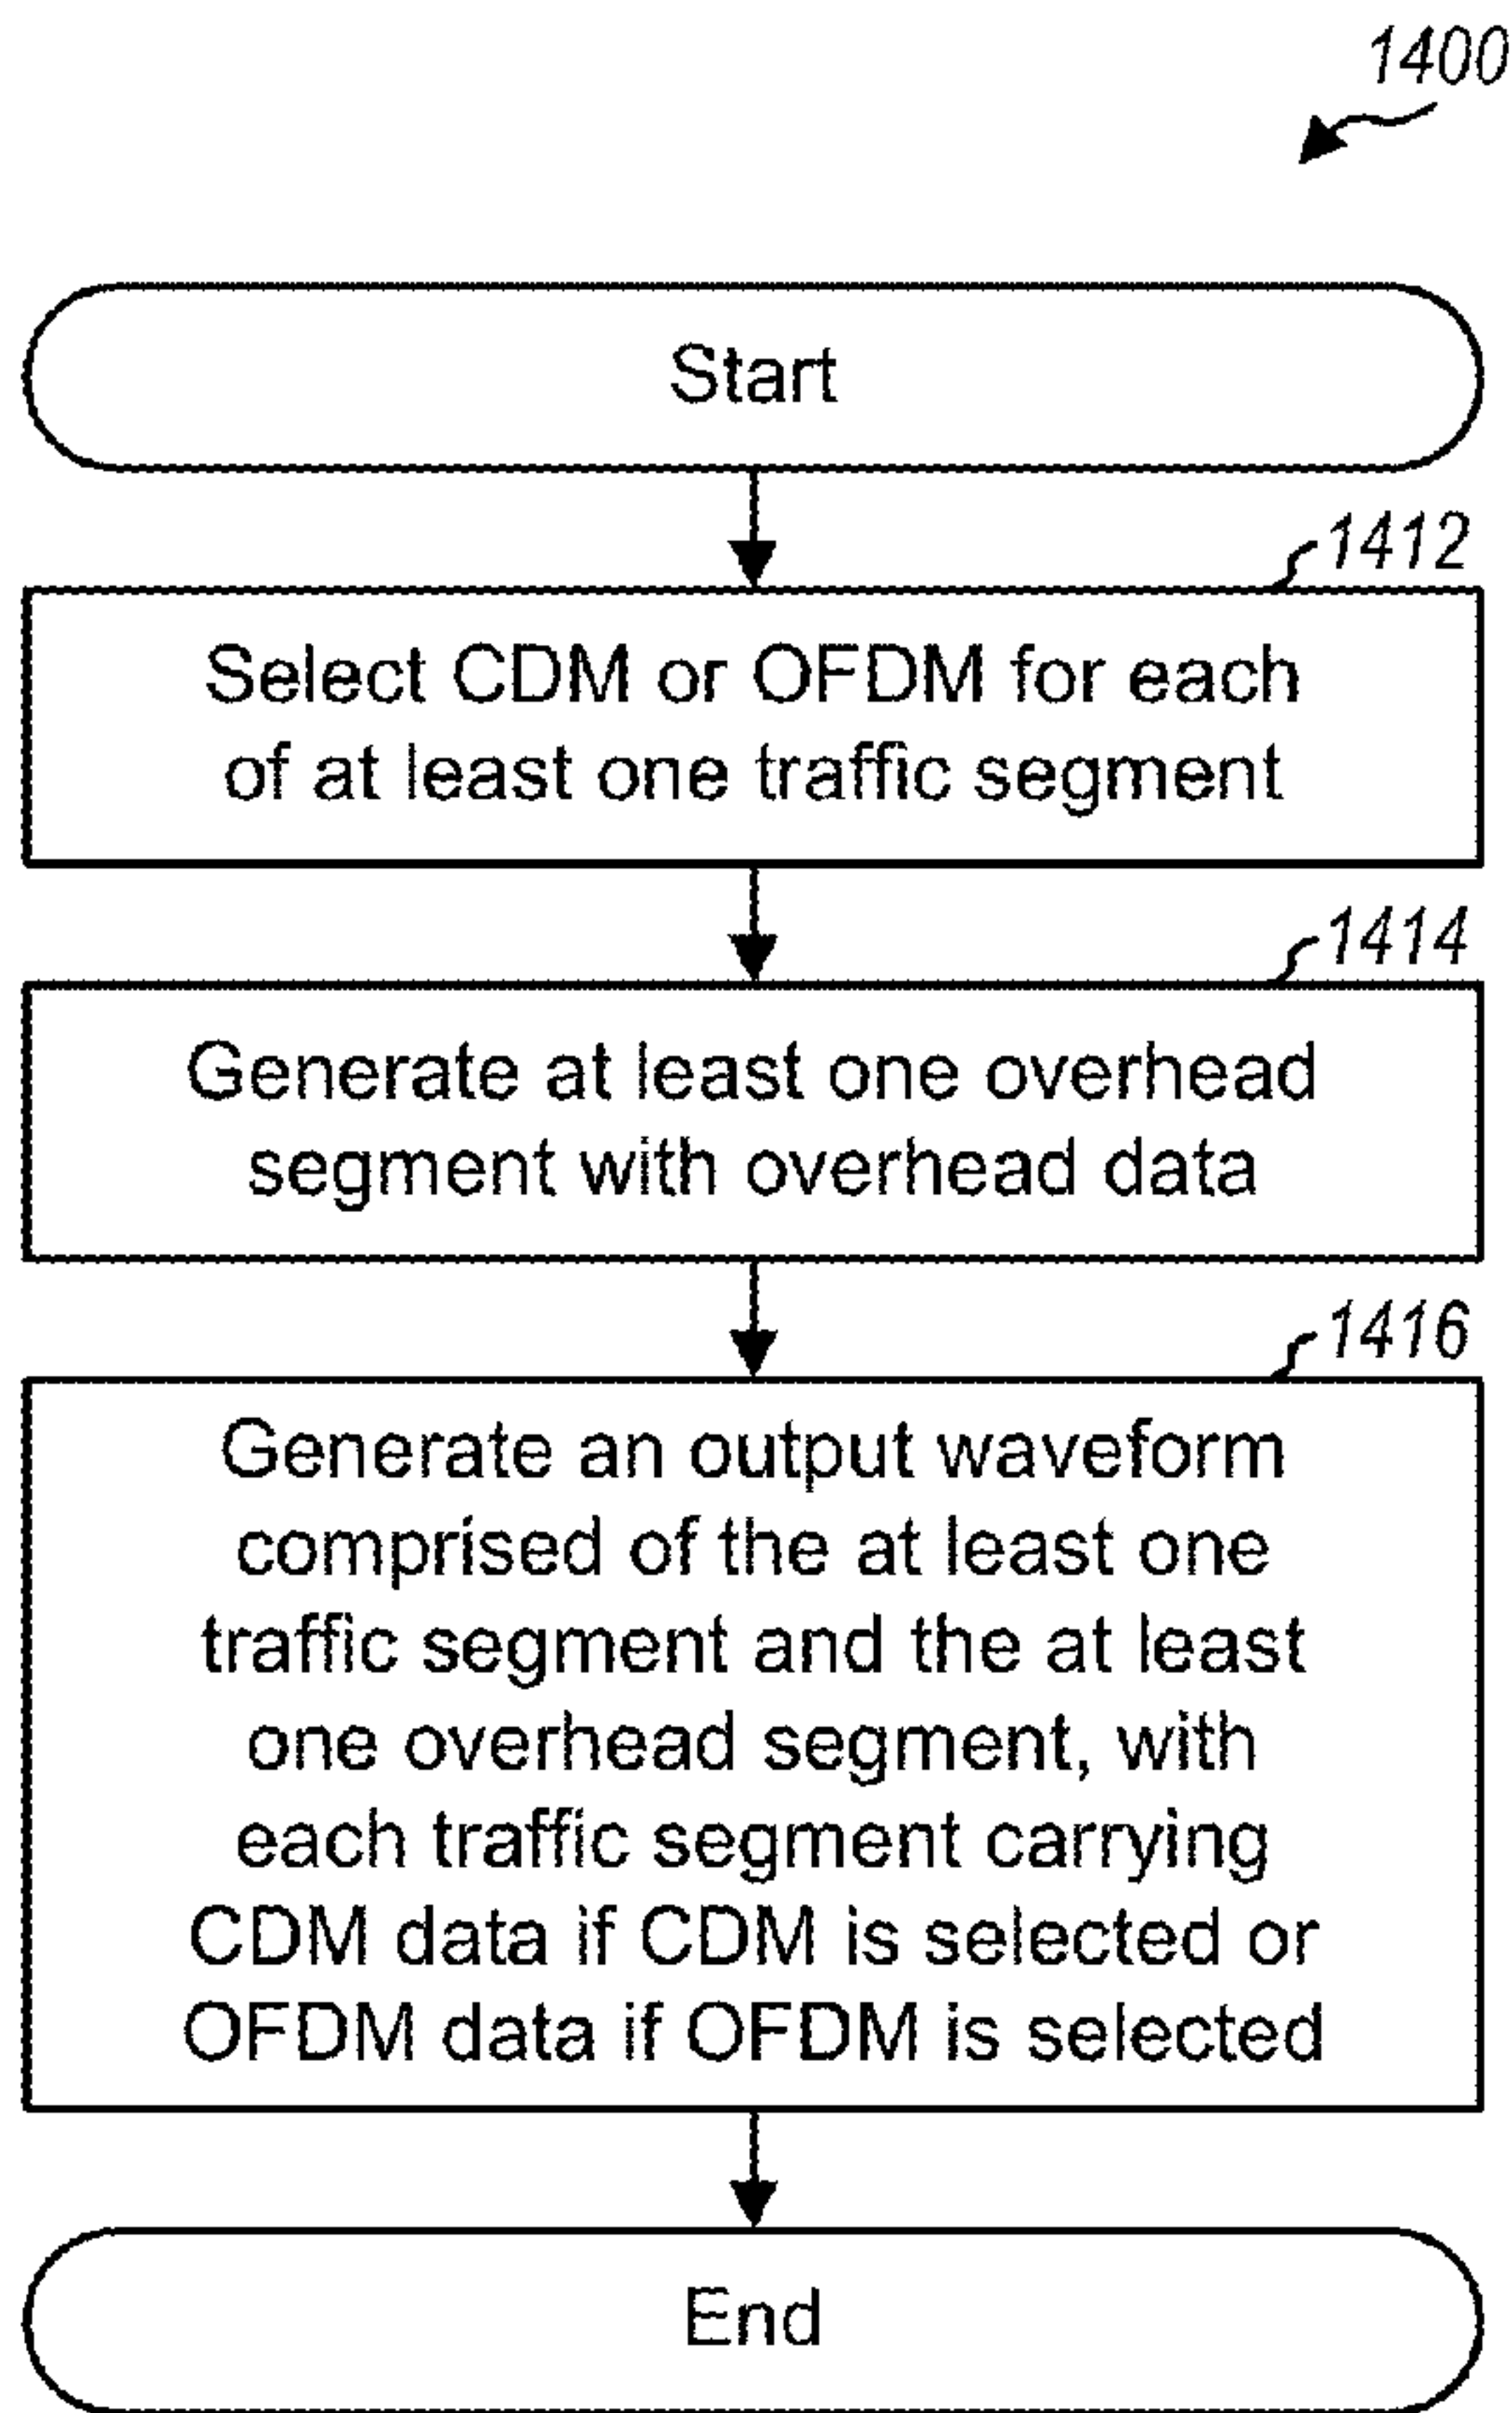 1400
Start
1412
Select CDM or OFDM for each
of at least one traffic segment
1414
Generate at least one overhead
segment with overhead data
1416
Generate an output waveform
comprised of the at least one
traffic segment and the at least
one overhead segment, with
each traffic segment carrying
CDM data if CDM is selected or
OFDM data if OFDM is selected
End